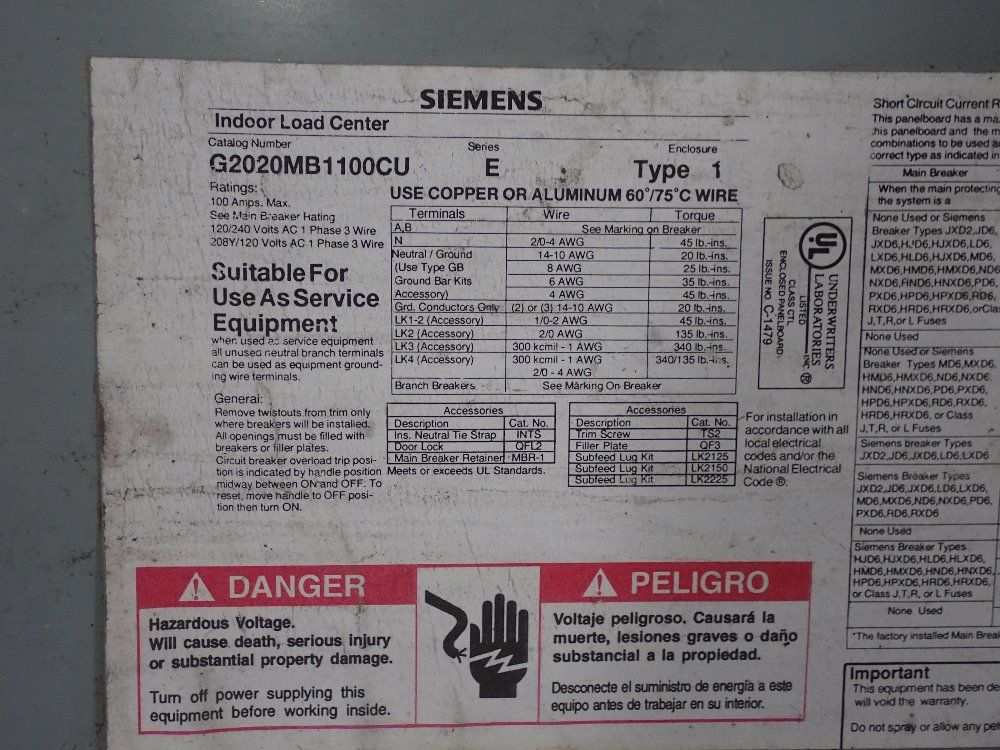 SIEMENS
Indoor Load Center
Catalog Number Series Enclosure
G2020MB1100CU E Type 1
Ratings:
100 Amps. Max.
See Main Breaker Rating
120/240 Volts AC 1 Phase 3 Wire
208Y/120 Volts AC 1 Phase 3 Wire
Suitable For
Use As Service
Equipment
when used as service equipment
all unused neutral branch terminals
can be used as equipment ground-
ing wire terminals.
General:
Remove twistouts from trim only
where breakers will be installed.
All openings must be filled with
breakers or filler plates.
Circuit breaker overload trip posi-
tion is indicated by handle position
midway between ON and OFF. To
reset, move handle to OFF posi-
tion then turn ON.
USE COPPER OR ALUMINUM 60°/75°C WIRE
Terminals Wire Torque
A,B See Marking on Breaker
N 2/0-4 AWG 45 lb.-ins.
Neutral / Ground 14-10 AWG 20 lb.-ins.
(Use Type GB 8 AWG 25 lb.-ins.
Ground Bar Kits 6 AWG 35 lb.-ins.
Accessory) 4 AWG 45 lb.-ins.
Grd. Conductors Only (2) or (3) 14-10 AWG 20 lb.-ins.
LK1-2 (Accessory) 1/0-2 AWG 45 lb.-ins.
LK2 (Accessory) 2/0 AWG 135 lb.-ins.
LK3 (Accessory) 300 kcmil - 1 AWG 340 lb.-ins.
LK4 (Accessory) 300 kcmil - 1 AWG 340/135 lb.-ins.
2/0 - 4 AWG
Branch Breakers See Marking On Breaker
Accessories
Description Cat. No.
Ins. Neutral Tie Strap INTS
Door Lock QFL2
Main Breaker Retainer MBR-1
Meets or exceeds UL Standards.
Accessories
Description Cat. No.
Trim Screw TS2
Filler Plate QF3
Subfeed Lug Kit LK2125
Subfeed Lug Kit LK2150
Subfeed Lug Kit LK2225
UL
UNDERWRITERS
LABORATORIES INC. ®
LISTED
CLASS CTL
ENCLOSED PANELBOARD
ISSUE NO. C-1479
For installation in
accordance with all
local electrical
codes and/or the
National Electrical
Code ®.
Short Circuit Current R
This panelboard has a ma
his panelboard and the m
combinations to be used a
correct type as indicated in
Main Breaker
When the main protecting
the system is a
None Used or Siemens
Breaker Types JXD2,JD6,
JXD6,HJD6,HJXD6,LD6,
LXD6,HLD6,HJXD6,MD6,
MXD6,HMD6,HMXD6,ND6
NXD6,HND6,HNXD6,PD6,
PXD6,HPD6,HPXD6,RD6,
RXD6,HRD6,HRXD6,orClas
J,T,R,or L Fuses
None Used
None Used or Siemens
Breaker Types MD6,MXD6,
HMD6,HMXD6,ND6,NXD6,
HND6,HNXD6,PD6,PXD6,
HPD6,HPXD6,RD6,RXD6,
HRD6,HRXD6, or Class
J,T,R, or L Fuses
Siemens breaker Types
JXD2,JD6,JXD6,LD6,LXD6
Siemens Breaker Types
JXD2,JD6,JXD6,LD6,LXD6,
MD6,MXD6,ND6,NXD6,PD6,
PXD6,RD6,RXD6
None Used
Siemens Breaker Types
HJD6,HJXD6,HLD6,HLXD6,
HMD6,HMXD6,HND6,HNXD6,
HPD6,HPXD6,HRD6,HRXD6,
or Class J,T,R, or L Fuses
None Used
*The factory installed Main Brea
Important
This equipment has been de
will void the warranty.
Do not spray or allow any pe
DANGER
Hazardous Voltage.
Will cause death, serious injury
or substantial property damage.
Turn off power supplying this
equipment before working inside.
PELIGRO
Voltaje peligroso. Causará la
muerte, lesiones graves o daño
substancial a la propiedad.
Desconecte el suministro de energía a este
equipo antes de trabajar en su interior.